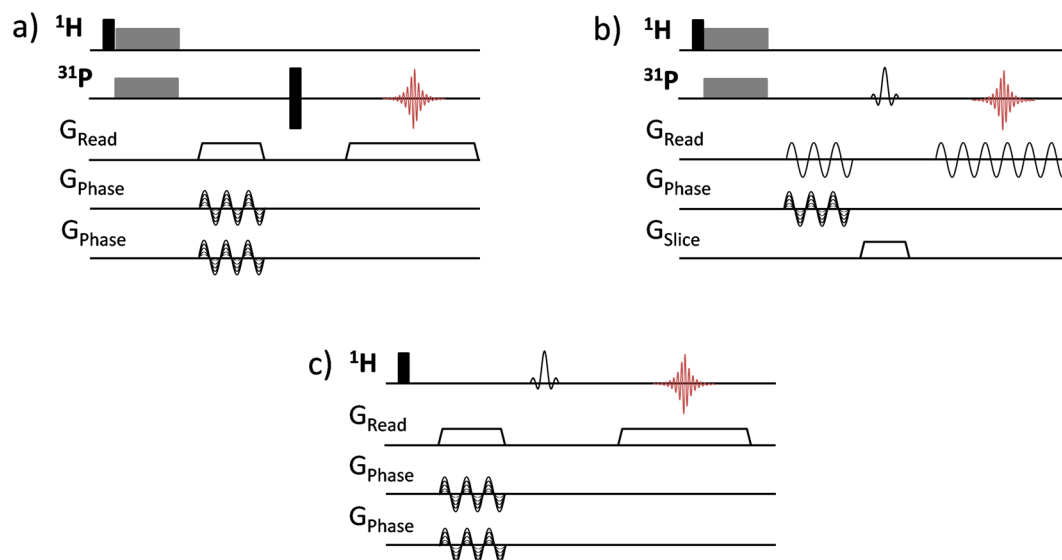 a)
¹H
³¹P
G_Read
G_Phase
G_Phase
b)
¹H
³¹P
G_Read
G_Phase
G_Slice
c)
¹H
G_Read
G_Phase
G_Phase